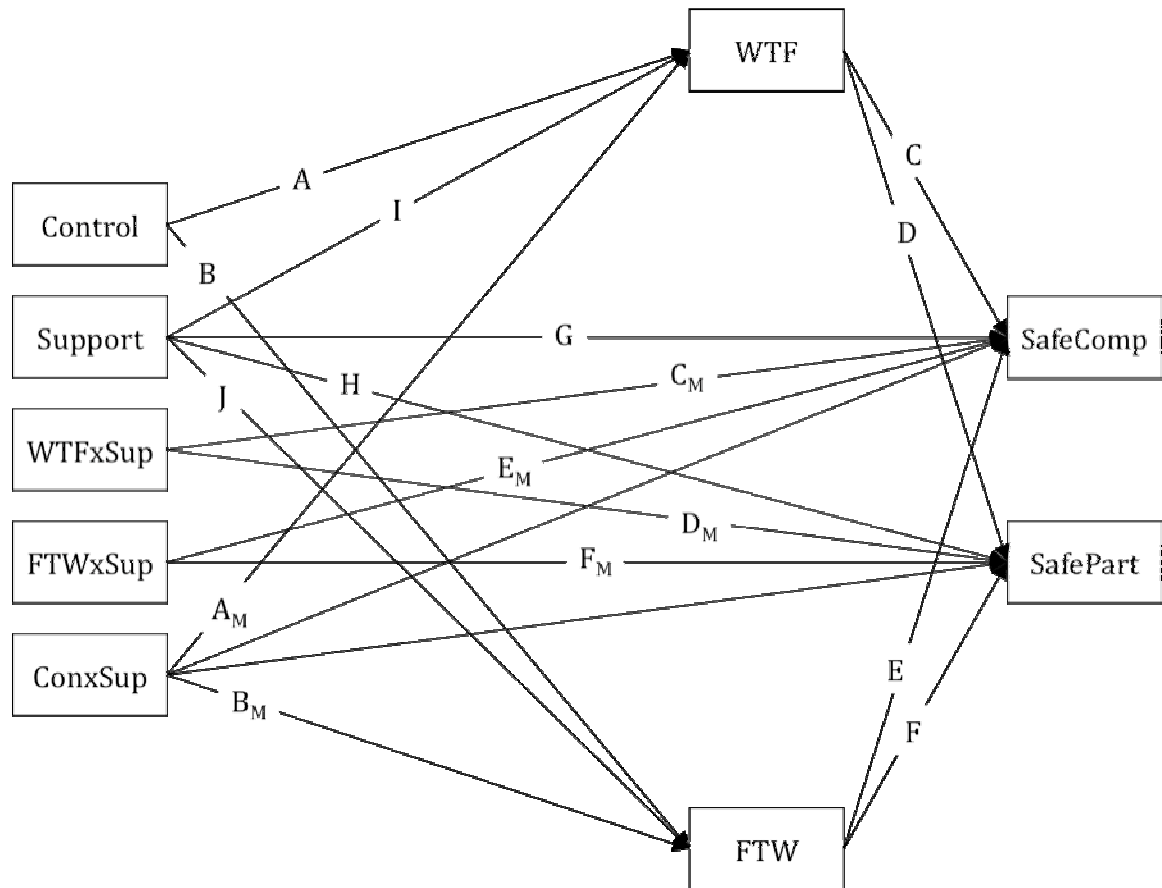 WTF
C
A
Control
I
D
B
Support
G
SafeComp
C_M
H
J
WTFxSup
E_M
D_M
FTWxSup
F_M
SafePart
A_M
ConxSup
E
B_M
F
FTW